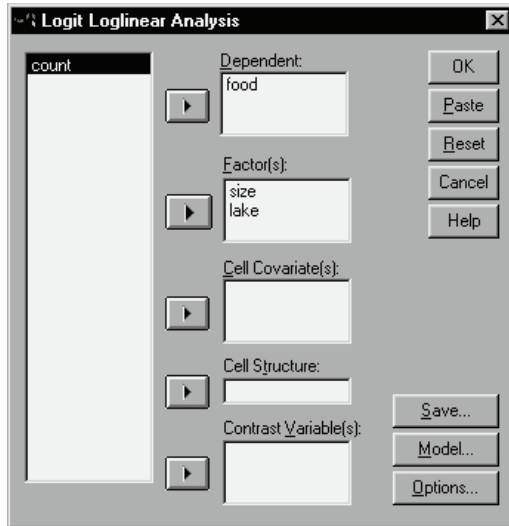 Logit Loglinear Analysis
count
Dependent:
food
Factor(s):
size
lake
Cell Covariate(s):
Cell Structure:
Contrast Variable(s):
OK
Paste
Reset
Cancel
Help
Save...
Model...
Options...